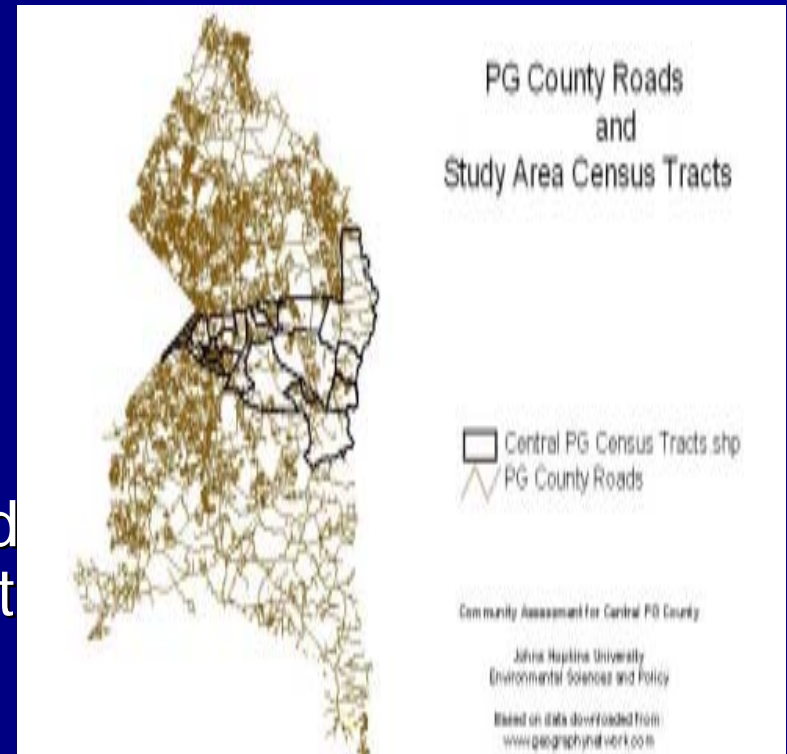 PG County Roads
and
Study Area Census Tracts
Central PG Census Tracts.shp
PG County Roads
d
t
Community Assessment for Central PG County
Johns Hopkins University
Environmental Sciences and Policy
Based on data downloaded from
www.geographynetwork.com